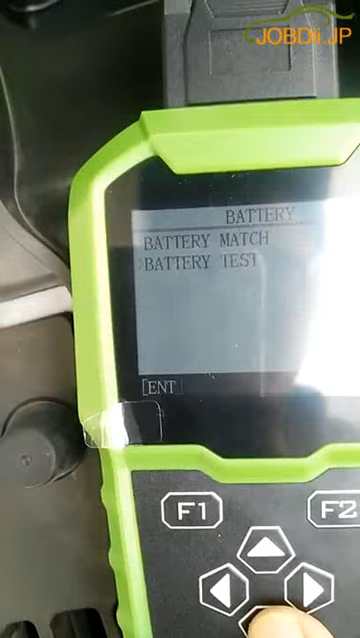 JOBDii.JP
BATTERY
BATTERY MATCH
>BATTERY TEST
[ENT
F1
F2